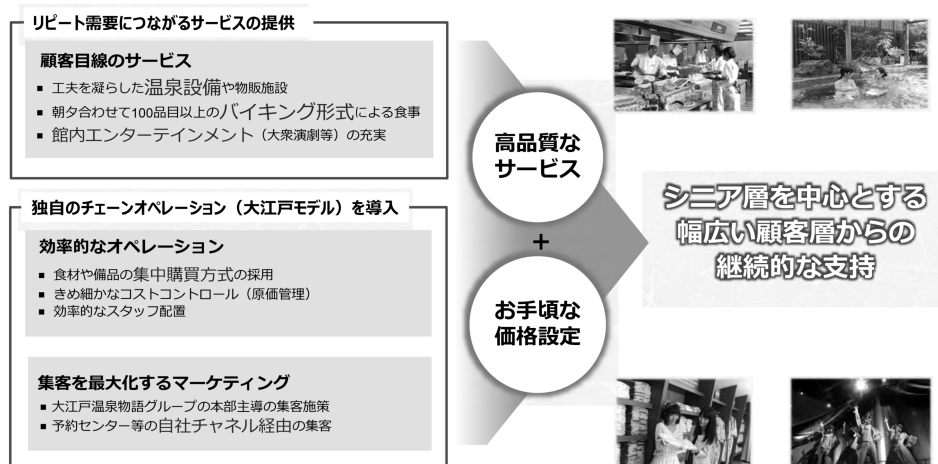 リピート需要につながるサービスの提供
顧客目線のサービス
▪ 工夫を凝らした温泉設備や物販施設
▪ 朝夕合わせて100品目以上のバイキング形式による食事
▪ 館内エンターテインメント（大衆演劇等）の充実
独自のチェーンオペレーション（大江戸モデル）を導入
効率的なオペレーション
▪ 食材や備品の集中購買方式の採用
▪ きめ細かなコストコントロール（原価管理）
▪ 効率的なスタッフ配置
集客を最大化するマーケティング
▪ 大江戸温泉物語グループの本部主導の集客施策
▪ 予約センター等の自社チャネル経由の集客
高品質な
サービス
+
お手頃な
価格設定
シニア層を中心とする
幅広い顧客層からの
継続的な支持